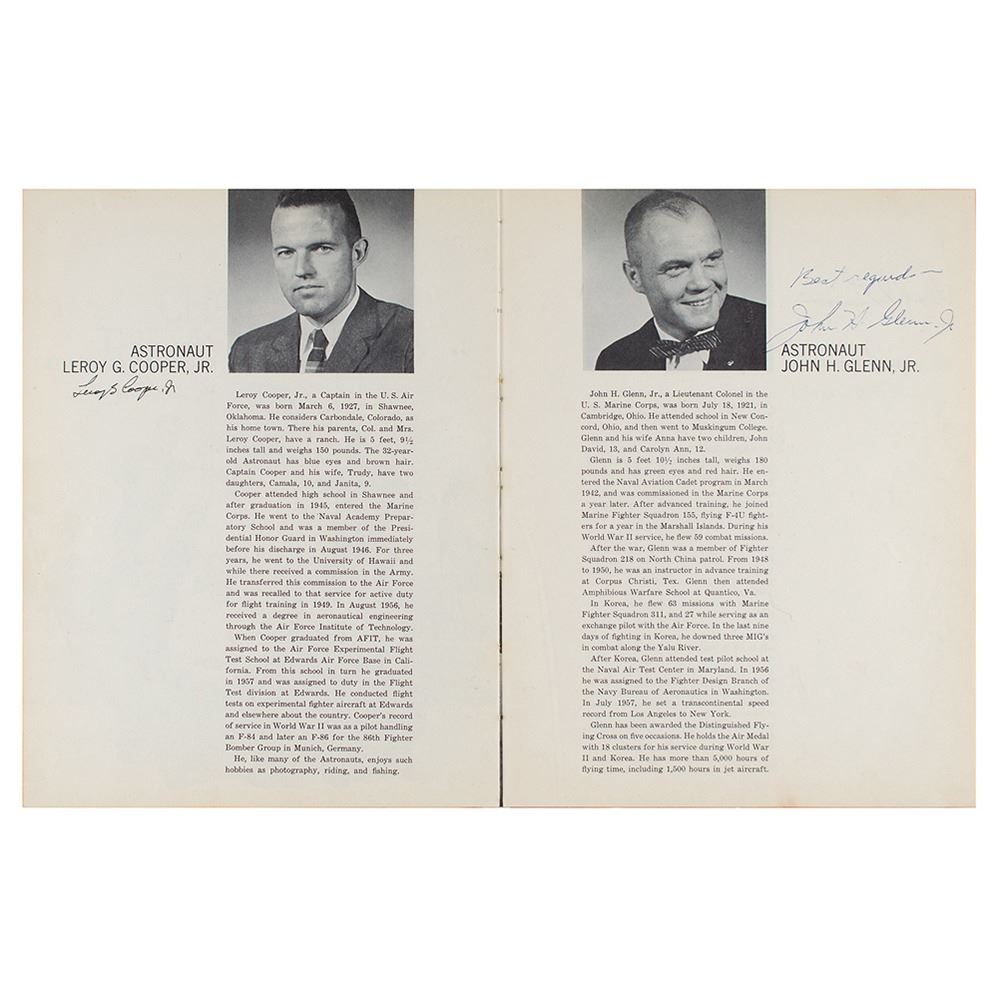 ASTRONAUT
LEROY G. COOPER, JR.
Leroy G Cooper, Jr
Leroy Cooper, Jr., a Captain in the U. S. Air
Force, was born March 6, 1927, in Shawnee,
Oklahoma. He considers Carbondale, Colorado, as
his home town. There his parents, Col. and Mrs.
Leroy Cooper, have a ranch. He is 5 feet, 9½
inches tall and weighs 150 pounds. The 32-year-
old Astronaut has blue eyes and brown hair.
Captain Cooper and his wife, Trudy, have two
daughters, Camala, 10, and Janita, 9.
Cooper attended high school in Shawnee and
after graduation in 1945, entered the Marine
Corps. He went to the Naval Academy Prepar-
atory School and was a member of the Presi-
dential Honor Guard in Washington immediately
before his discharge in August 1946. For three
years, he went to the University of Hawaii and
while there received a commission in the Army.
He transferred this commission to the Air Force
and was recalled to that service for active duty
for flight training in 1949. In August 1956, he
received a degree in aeronautical engineering
through the Air Force Institute of Technology.
When Cooper graduated from AFIT, he was
assigned to the Air Force Experimental Flight
Test School at Edwards Air Force Base in Cali-
fornia. From this school in turn he graduated
in 1957 and was assigned to duty in the Flight
Test division at Edwards. He conducted flight
tests on experimental fighter aircraft at Edwards
and elsewhere about the country. Cooper's record
of service in World War II was as a pilot handling
an F-84 and later an F-86 for the 86th Fighter
Bomber Group in Munich, Germany.
He, like many of the Astronauts, enjoys such
hobbies as photography, riding, and fishing.
Best regards—
John H Glenn, Jr
ASTRONAUT
JOHN H. GLENN, JR.
John H. Glenn, Jr., a Lieutenant Colonel in the
U. S. Marine Corps, was born July 18, 1921, in
Cambridge, Ohio. He attended school in New Con-
cord, Ohio, and then went to Muskingum College.
Glenn and his wife Anna have two children, John
David, 13, and Carolyn Ann, 12.
Glenn is 5 feet 10½ inches tall, weighs 180
pounds and has green eyes and red hair. He en-
tered the Naval Aviation Cadet program in March
1942, and was commissioned in the Marine Corps
a year later. After advanced training, he joined
Marine Fighter Squadron 155, flying F-4U fight-
ers for a year in the Marshall Islands. During his
World War II service, he flew 59 combat missions.
After the war, Glenn was a member of Fighter
Squadron 218 on North China patrol. From 1948
to 1950, he was an instructor in advance training
at Corpus Christi, Tex. Glenn then attended
Amphibious Warfare School at Quantico, Va.
In Korea, he flew 63 missions with Marine
Fighter Squadron 311, and 27 while serving as an
exchange pilot with the Air Force. In the last nine
days of fighting in Korea, he downed three MIG's
in combat along the Yalu River.
After Korea, Glenn attended test pilot school at
the Naval Air Test Center in Maryland. In 1956
he was assigned to the Fighter Design Branch of
the Navy Bureau of Aeronautics in Washington.
In July 1957, he set a transcontinental speed
record from Los Angeles to New York.
Glenn has been awarded the Distinguished Fly-
ing Cross on five occasions. He holds the Air Medal
with 18 clusters for his service during World War
II and Korea. He has more than 5,000 hours of
flying time, including 1,500 hours in jet aircraft.